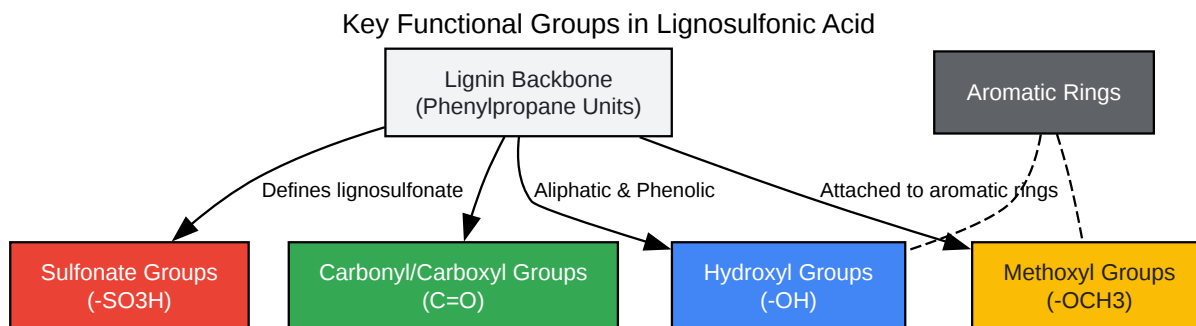 Key Functional Groups in Lignosulfonic Acid
Lignin Backbone
(Phenylpropane Units)
Aromatic Rings
Defines lignosulfonate
Aliphatic & Phenolic
Attached to aromatic rings
Sulfonate Groups
(-SO3H)
Carbonyl/Carboxyl Groups
(C=O)
Hydroxyl Groups
(-OH)
Methoxyl Groups
(-OCH3)